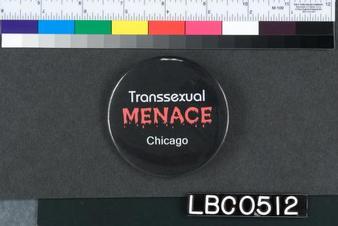 Transsexual
MENACE
Chicago
LBC0512